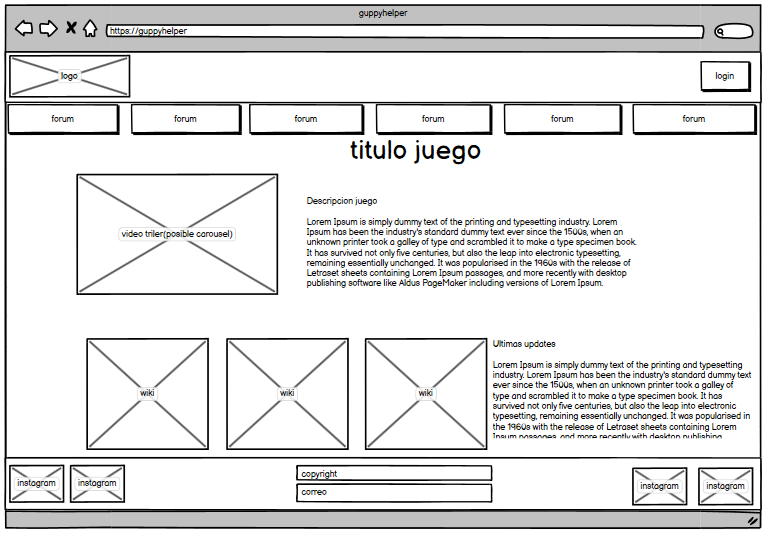 guppyhelper
https://guppyhelper
logo
login
forum forum forum forum forum forum
titulo juego
video triler(posible carousel)
Descripcion juego
Lorem Ipsum is simply dummy text of the printing and typesetting industry. Lorem
Ipsum has been the industry's standard dummy text ever since the 1500s, when an
unknown printer took a galley of type and scrambled it to make a type specimen book.
It has survived not only five centuries, but also the leap into electronic typesetting,
remaining essentially unchanged. It was popularised in the 1960s with the release of
Letraset sheets containing Lorem Ipsum passages, and more recently with desktop
publishing software like Aldus PageMaker including versions of Lorem Ipsum.
wiki wiki wiki
Ultimas updates
Lorem Ipsum is simply dummy text of the printing and typesetting
industry. Lorem Ipsum has been the industry's standard dummy text
ever since the 1500s, when an unknown printer took a galley of
type and scrambled it to make a type specimen book. It has
survived not only five centuries, but also the leap into electronic
typesetting, remaining essentially unchanged. It was popularised in
the 1960s with the release of Letraset sheets containing Lorem
Ipsum passages, and more recently with desktop publishing
instagram instagram
copyright
correo
instagram instagram